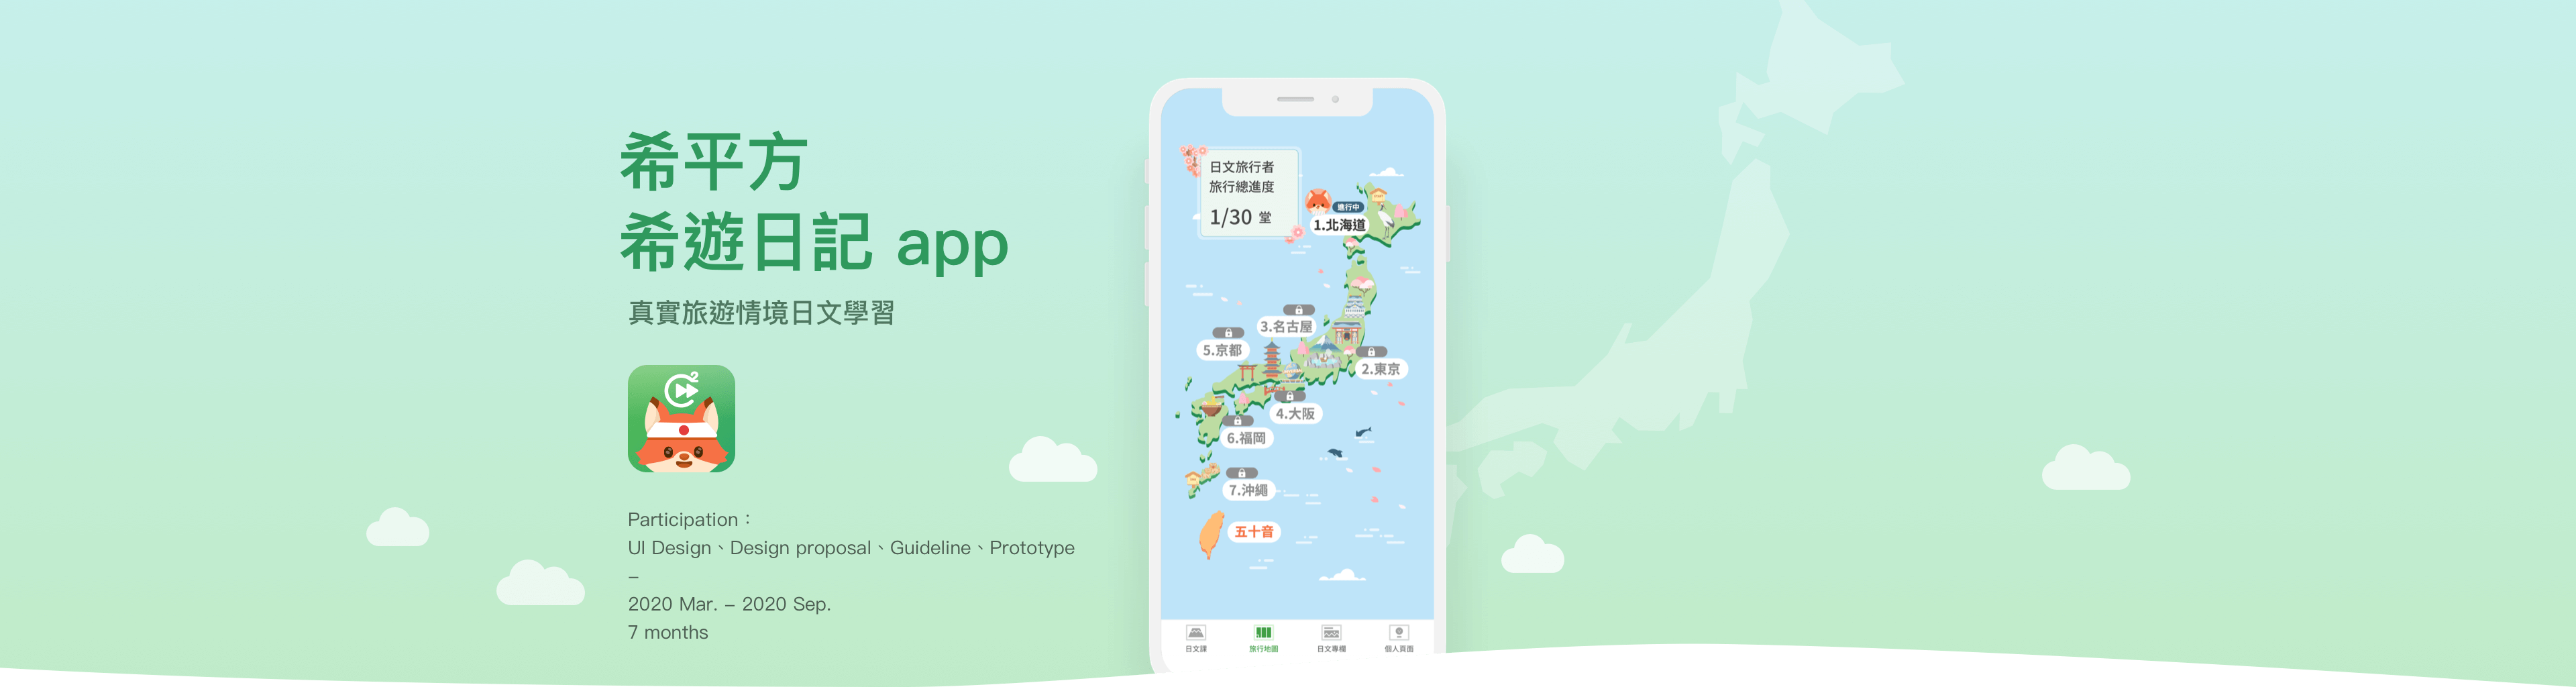 希平方
希遊日記 app
真實旅遊情境日文學習
2
Participation：
UI Design、Design proposal、Guideline、Prototype
–
2020 Mar. – 2020 Sep.
7 months
日文旅行者
旅行總進度
1/30 堂
進行中
1.北海道
3.名古屋
5.京都
2.東京
4.大阪
6.福岡
7.沖繩
五十音
日文課
旅行地圖
日文專欄
個人頁面